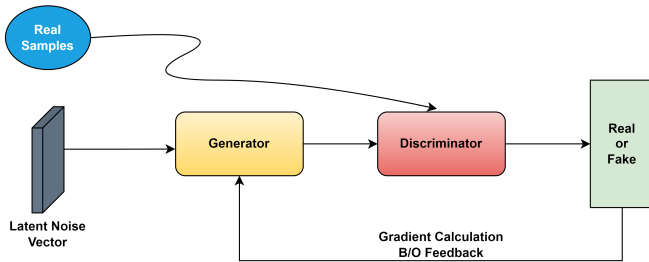 Real
Samples
Generator
Discriminator
Real
or
Fake
Latent Noise
Vector
Gradient Calculation
B/O Feedback